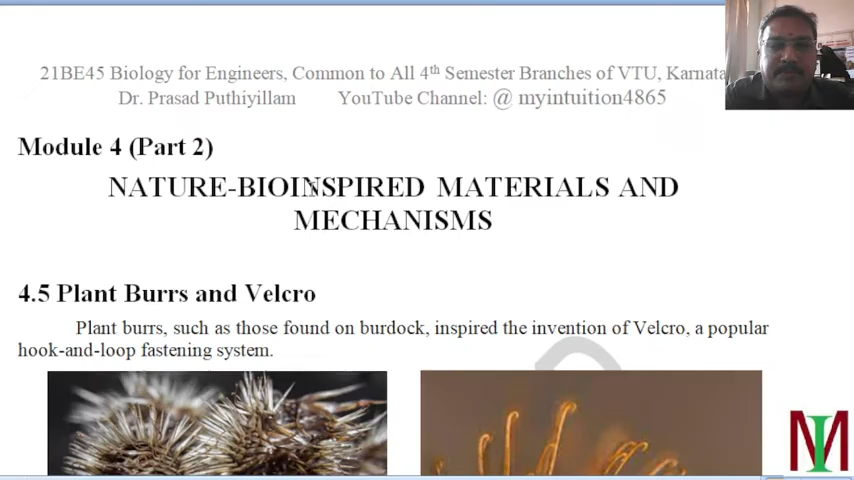 21BE45 Biology for Engineers, Common to All 4th Semester Branches of VTU, Karnata
Dr. Prasad Puthiyillam YouTube Channel: @ myintuition4865
Module 4 (Part 2)
NATURE-BIOINSPIRED MATERIALS AND
MECHANISMS
4.5 Plant Burrs and Velcro
Plant burrs, such as those found on burdock, inspired the invention of Velcro, a popular
hook-and-loop fastening system.
MI